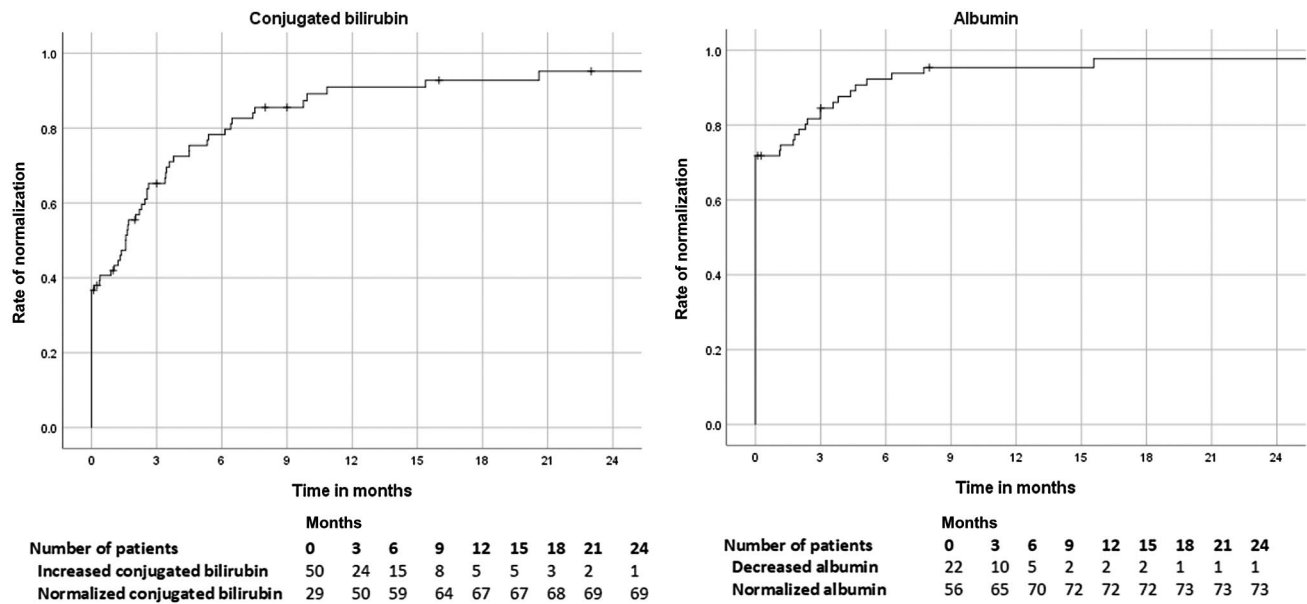 Conjugated bilirubin
Rate of normalization
1.0
0.8
0.6
0.4
0.2
0.0
0 3 6 9 12 15 18 21 24
Time in months
Months
Number of patients 0 3 6 9 12 15 18 21 24
Increased conjugated bilirubin 50 24 15 8 5 5 3 2 1
Normalized conjugated bilirubin 29 50 59 64 67 67 68 69 69
Albumin
Rate of normalization
1.0
0.8
0.6
0.4
0.2
0.0
0 3 6 9 12 15 18 21 24
Time in months
Months
Number of patients 0 3 6 9 12 15 18 21 24
Decreased albumin 22 10 5 2 2 2 1 1 1
Normalized albumin 56 65 70 72 72 72 73 73 73